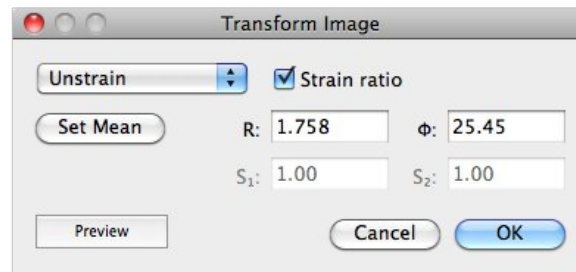 Transform Image
Unstrain Strain ratio
Set Mean R: 1.758 Φ: 25.45
S₁: 1.00 S₂: 1.00
Preview Cancel OK